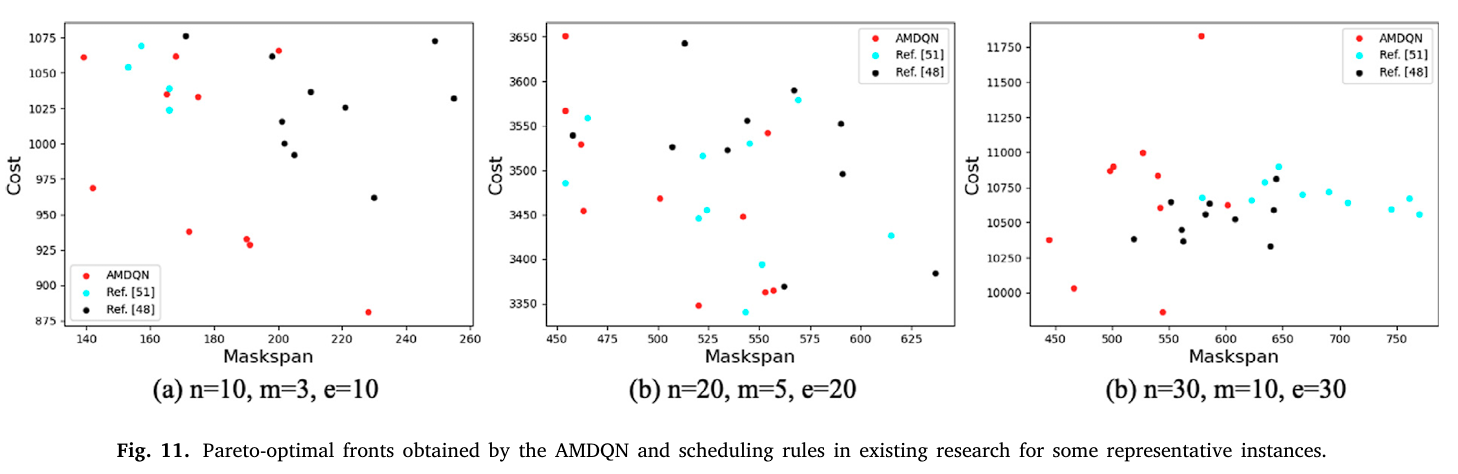 1075
1050
1025
1000
975
950
925
900
875
Cost
AMDQN
Ref. [51]
Ref. [48]
140 160 180 200 220 240 260
Maskspan
(a) n=10, m=3, e=10
3650
3600
3550
3500
3450
3400
3350
Cost
AMDQN
Ref. [51]
Ref. [48]
450 475 500 525 550 575 600 625
Maskspan
(b) n=20, m=5, e=20
11750
11500
11250
11000
10750
10500
10250
10000
Cost
AMDQN
Ref. [51]
Ref. [48]
450 500 550 600 650 700 750
Maskspan
(b) n=30, m=10, e=30
Fig. 11. Pareto-optimal fronts obtained by the AMDQN and scheduling rules in existing research for some representative instances.